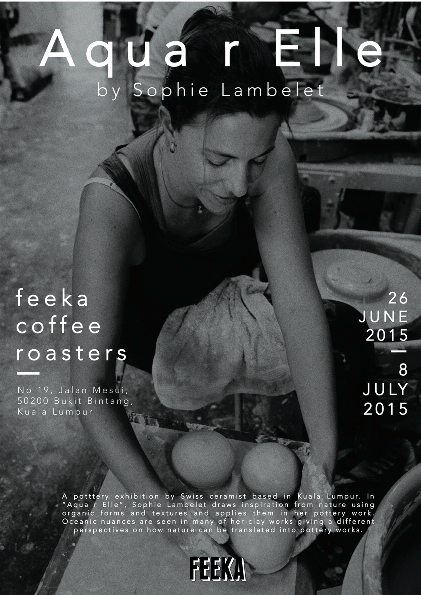 Aqua r Elle
by Sophie Lambelet
feeka
coffee
roasters
No 19, Jalan Mesui,
50200 Bukit Bintang,
Kuala Lumpur
26
JUNE
2015
8
JULY
2015
A potttery exhibition by Swiss ceramist based in Kuala Lumpur. In
"Aqua r Elle", Sophie Lambelet draws inspiration from nature using
organic forms and textures and applies them in her pottery work.
Oceanic nuances are seen in many of her clay works giving a different
perspectives on how nature can be translated into pottery works.
FEEKA